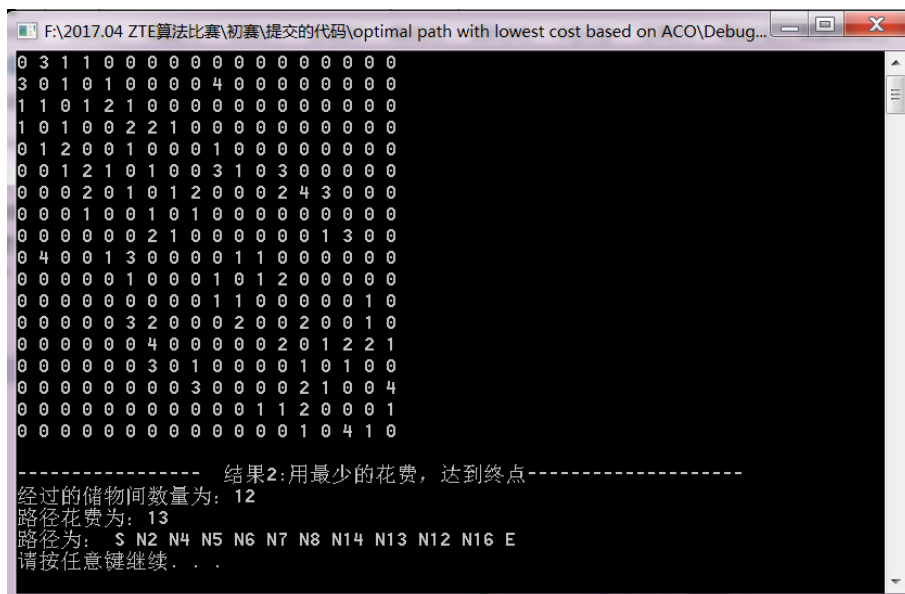 F:\2017.04 ZTE算法比赛\初赛\提交的代码\optimal path with lowest cost based on ACO\Debug...
0 3 1 1 0 0 0 0 0 0 0 0 0 0 0 0 0 0
3 0 1 0 1 0 0 0 0 4 0 0 0 0 0 0 0 0
1 1 0 1 2 1 0 0 0 0 0 0 0 0 0 0 0 0
1 0 1 0 0 2 2 1 0 0 0 0 0 0 0 0 0 0
0 1 2 0 0 1 0 0 0 1 0 0 0 0 0 0 0 0
0 0 1 2 1 0 1 0 0 3 1 0 3 0 0 0 0 0
0 0 0 2 0 1 0 1 2 0 0 0 2 4 3 0 0 0
0 0 0 1 0 0 1 0 1 0 0 0 0 0 0 0 0 0
0 0 0 0 0 0 2 1 0 0 0 0 0 0 1 3 0 0
0 4 0 0 1 3 0 0 0 0 1 1 0 0 0 0 0 0
0 0 0 0 0 1 0 0 0 1 0 1 2 0 0 0 0 0
0 0 0 0 0 0 0 0 0 1 1 0 0 0 0 0 1 0
0 0 0 0 0 3 2 0 0 0 2 0 0 2 0 0 1 0
0 0 0 0 0 0 4 0 0 0 0 0 2 0 1 2 2 1
0 0 0 0 0 0 3 0 1 0 0 0 0 1 0 1 0 0
0 0 0 0 0 0 0 0 3 0 0 0 0 2 1 0 0 4
0 0 0 0 0 0 0 0 0 0 0 1 1 2 0 0 0 1
0 0 0 0 0 0 0 0 0 0 0 0 0 1 0 4 1 0
----------------- 结果2:用最少的花费，达到终点--------------------
经过的储物间数量为: 12
路径花费为: 13
路径为: S N2 N4 N5 N6 N7 N8 N14 N13 N12 N16 E
请按任意键继续. . .